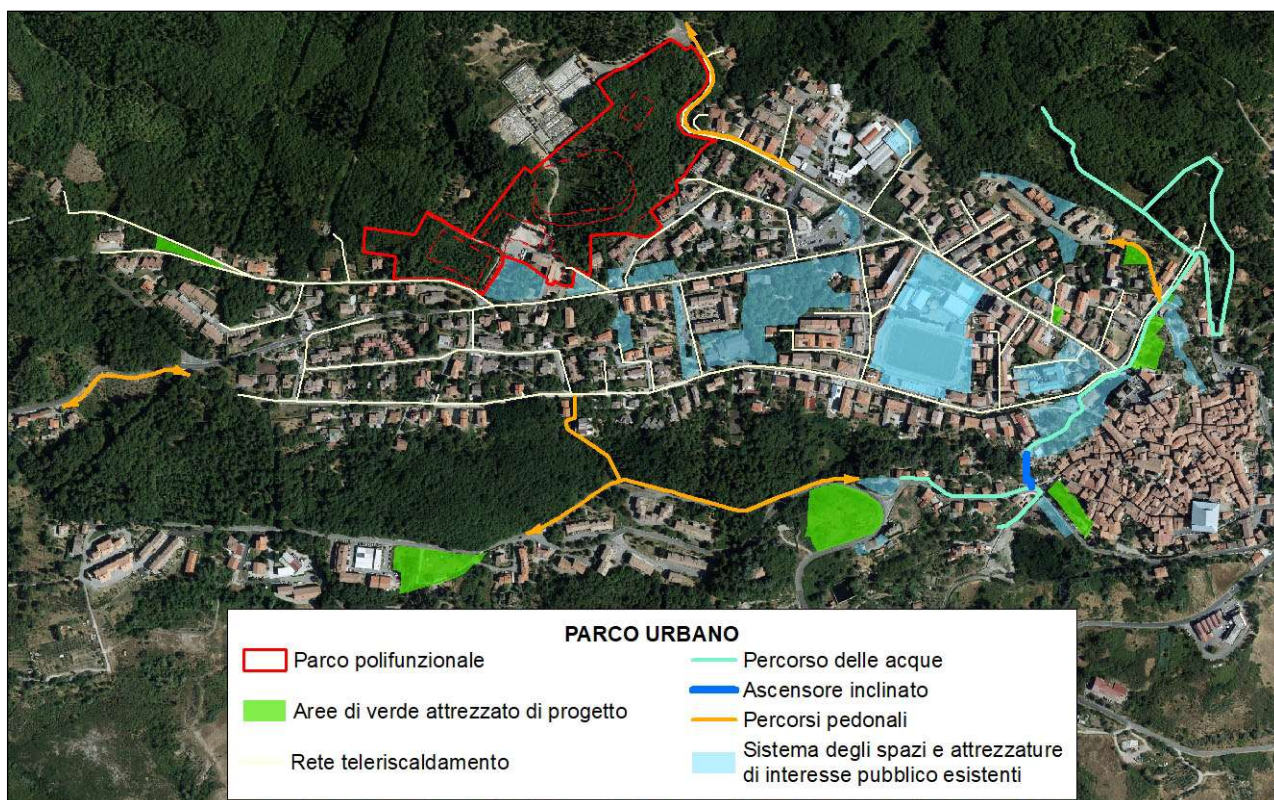 PARCO URBANO
Parco polifunzionale
Aree di verde attrezzato di progetto
Rete teleriscaldamento
Percorso delle acque
Ascensore inclinato
Percorsi pedonali
Sistema degli spazi e attrezzature
di interesse pubblico esistenti